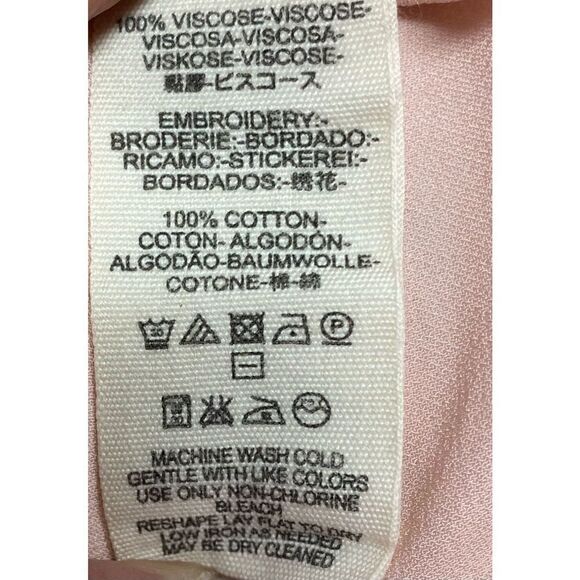 100% VISCOSE-VISCOSE-
VISCOSA-VISCOSA-
VISKOSE-VISCOSE-
黏膠-ビスコース
EMBROIDERY:-
BRODERIE:-BORDADO:-
RICAMO:-STICKEREI:-
BORDADOS:-绣花-
100% COTTON-
COTON-ALGODÓN-
ALGODÃO-BAUMWOLLE-
COTONE-棉-綿
30 P
MACHINE WASH COLD
GENTLE WITH LIKE COLORS
USE ONLY NON-CHLORINE
BLEACH
RESHAPE LAY FLAT TO DRY
LOW IRON AS NEEDED
MAY BE DRY CLEANED